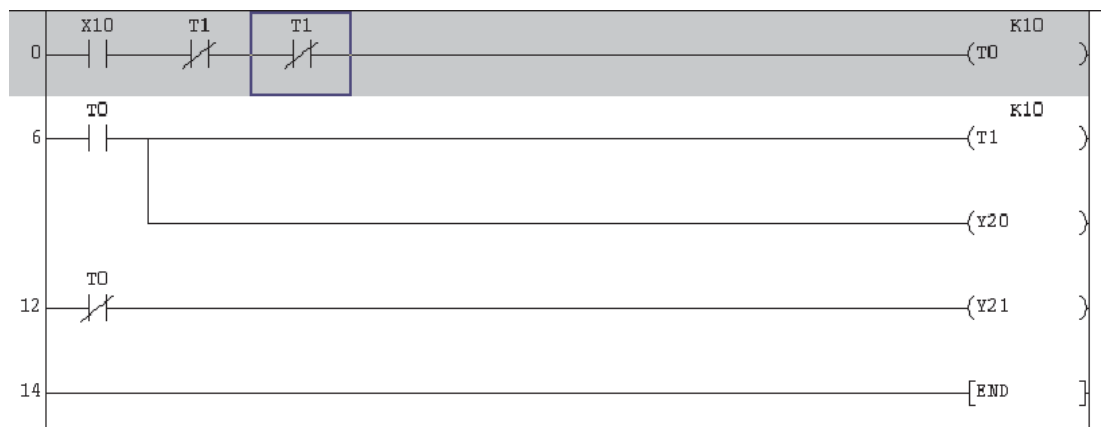 X10 T1 T1 K10
0 (T0 )
T0 K10
6 (T1 )
(Y20 )
T0
12 (Y21 )
14 [END ]